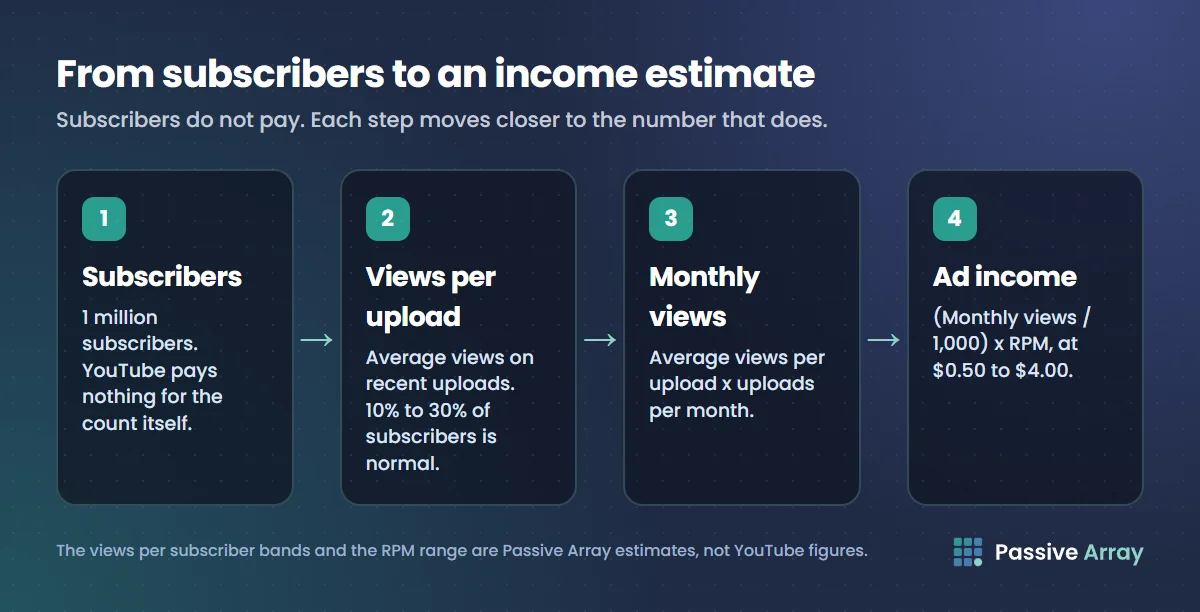 From subscribers to an income estimate
Subscribers do not pay. Each step moves closer to the number that does.
1
Subscribers
1 million
subscribers.
YouTube pays
nothing for the
count itself.
→
2
Views per
upload
Average views on
recent uploads.
10% to 30% of
subscribers is
normal.
→
3
Monthly
views
Average views per
upload x uploads
per month.
→
4
Ad income
(Monthly views /
1,000) x RPM, at
$0.50 to $4.00.
The views per subscriber bands and the RPM range are Passive Array estimates, not YouTube figures.
Passive Array